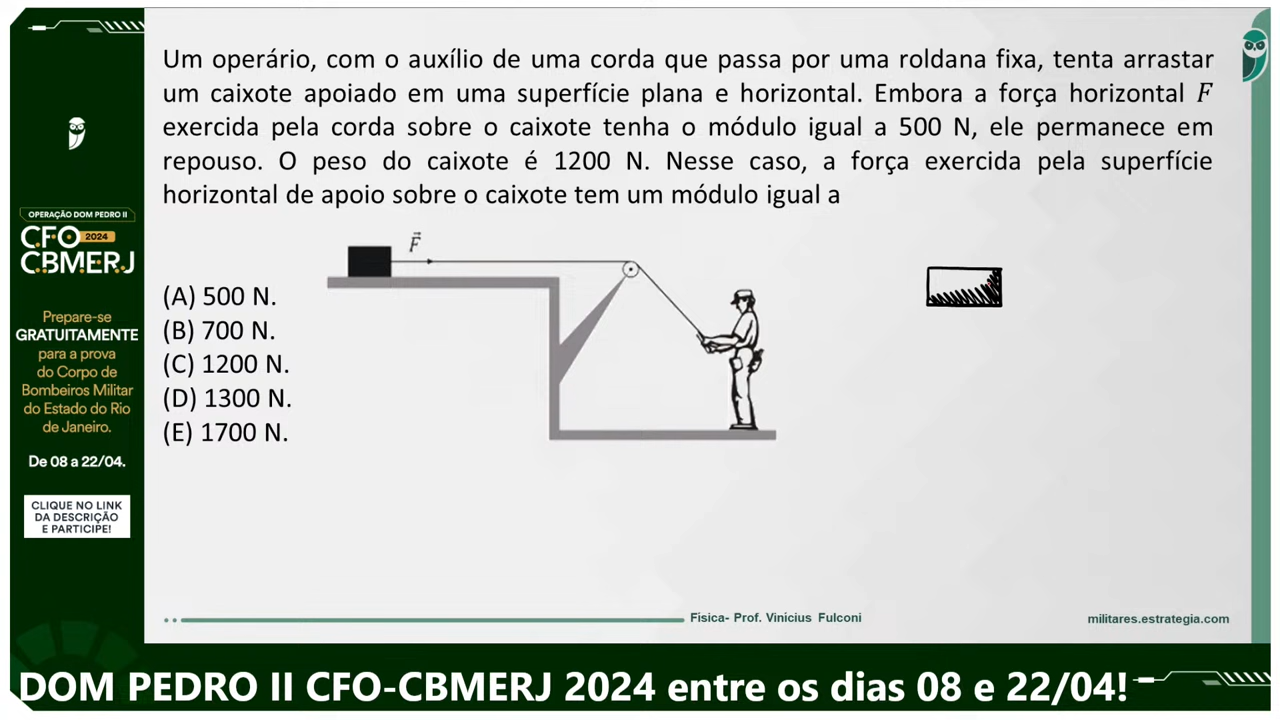 Um operário, com o auxílio de uma corda que passa por uma roldana fixa, tenta arrastar
um caixote apoiado em uma superfície plana e horizontal. Embora a força horizontal F
exercida pela corda sobre o caixote tenha o módulo igual a 500 N, ele permanece em
repouso. O peso do caixote é 1200 N. Nesse caso, a força exercida pela superfície
horizontal de apoio sobre o caixote tem um módulo igual a
F⃗
(A) 500 N.
(B) 700 N.
(C) 1200 N.
(D) 1300 N.
(E) 1700 N.
OPERAÇÃO DOM PEDRO II
CFO 2024
CBMERJ
Prepare-se
GRATUITAMENTE
para a prova
do Corpo de
Bombeiros Militar
do Estado do Rio
de Janeiro.
De 08 a 22/04.
CLIQUE NO LINK
DA DESCRIÇÃO
E PARTICIPE!
Física- Prof. Vinícius Fulconi
militares.estrategia.com
DOM PEDRO II CFO-CBMERJ 2024 entre os dias 08 e 22/04!